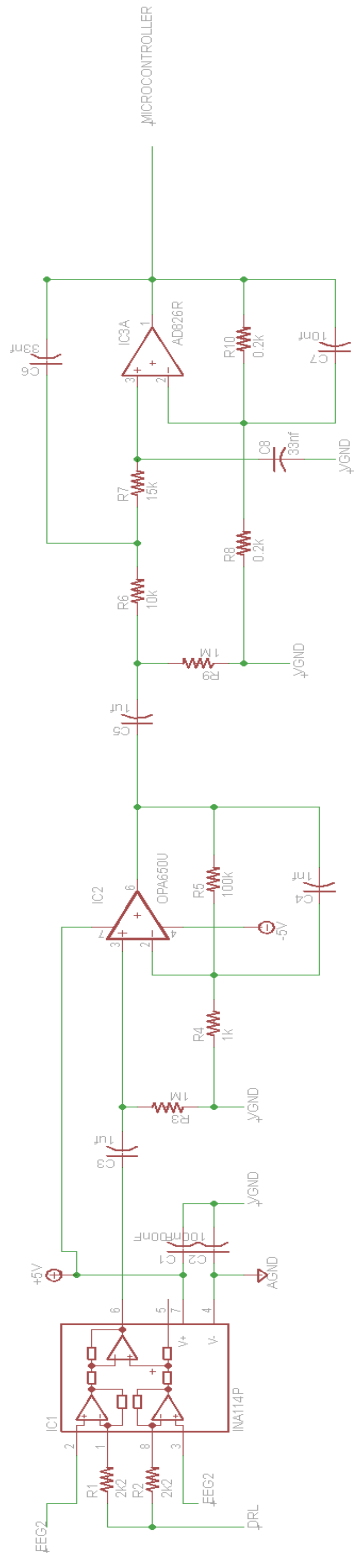 EEG2
DRL
EEG2
R1
2k2
R2
2k2
IC1
INA114P
2
1
8
3
6
5
7
4
V+
V-
+5V
AGND
C1
C2
VGND
C3
1uf
R3
1M
VGND
R4
1k
IC2
OPA650U
3
2
7
4
6
-5V
R5
100k
C4
1nf
C5
1uf
R9
1M
VGND
R6
10k
R7
15k
R8
0.2k
C8
33nf
VGND
C6
33nf
IC3A
AD826R
3
2
1
R10
0.2k
C7
10nf
MICROCONTROLLER